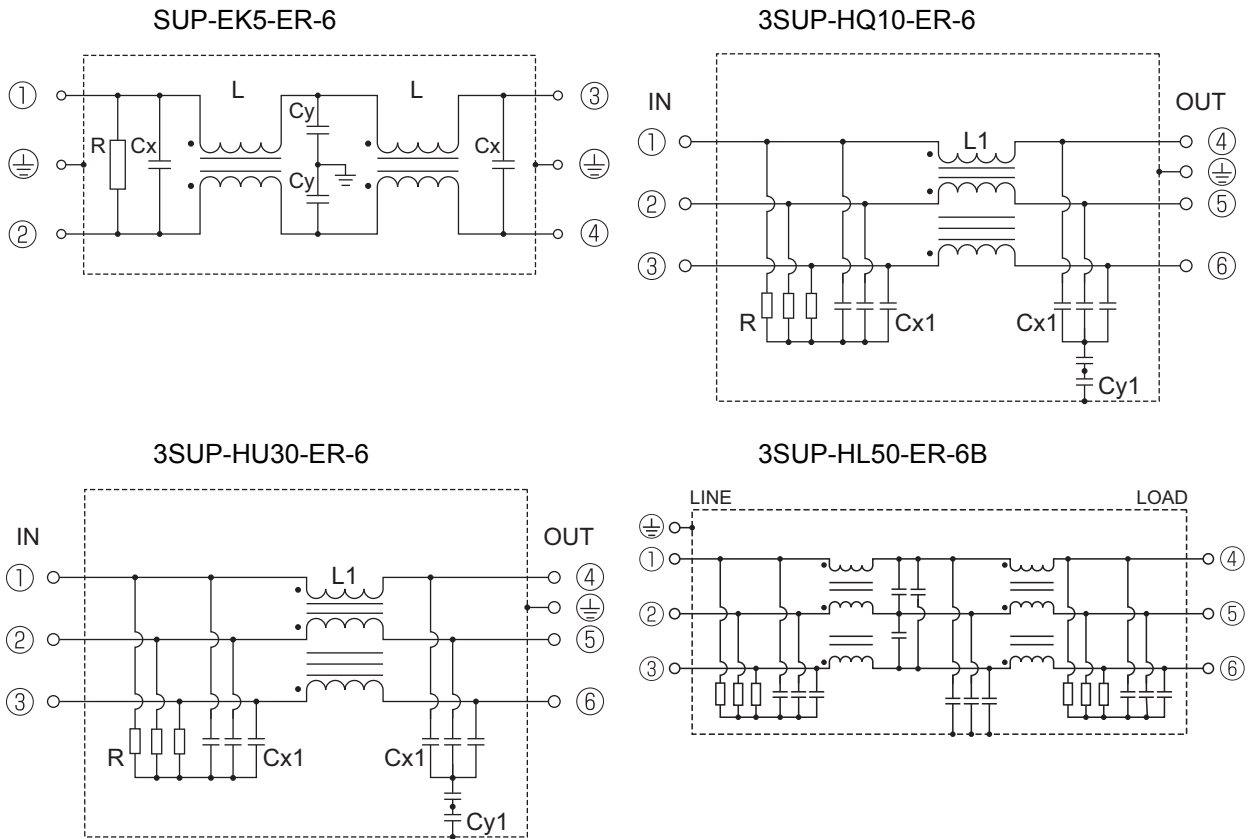 SUP-EK5-ER-6
① L L ③
Cy
R Cx Cx
Cy
② ④
3SUP-HQ10-ER-6
IN OUT
① L1 ④
② ⑤
③ ⑥
R Cx1 Cx1
Cy1
3SUP-HU30-ER-6
IN OUT
① L1 ④
② ⑤
③ ⑥
R Cx1 Cx1
Cy1
3SUP-HL50-ER-6B
LINE LOAD
① ④
② ⑤
③ ⑥